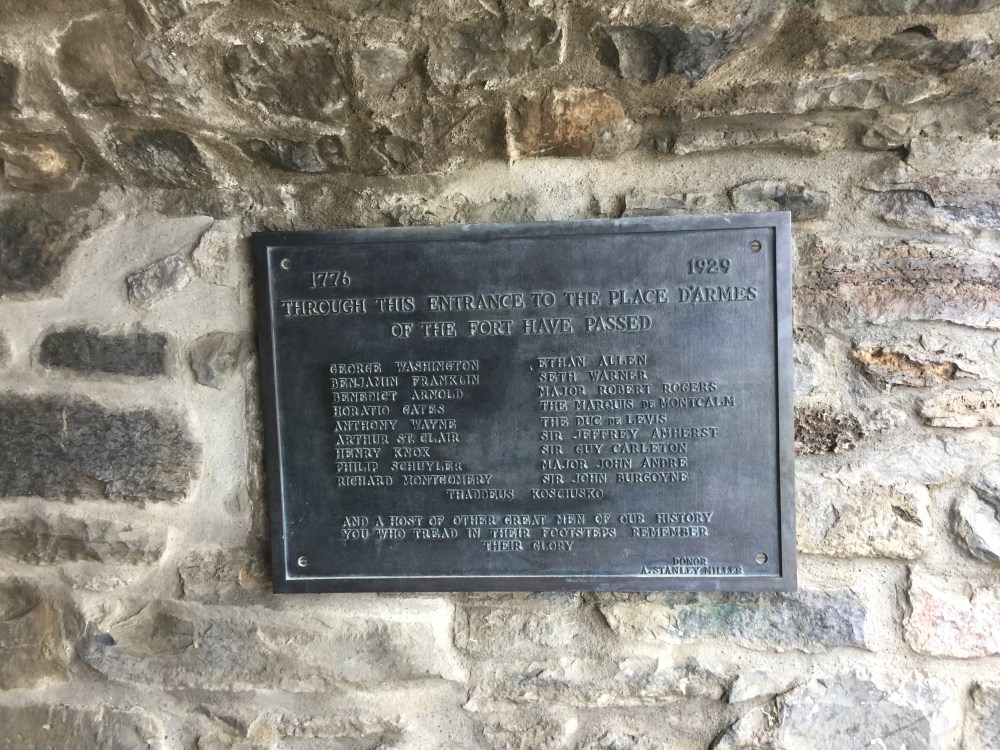 1776 1929
THROUGH THIS ENTRANCE TO THE PLACE D'ARMES
OF THE FORT HAVE PASSED
GEORGE WASHINGTON
BENJAMIN FRANKLIN
BENEDICT ARNOLD
HORATIO GATES
ANTHONY WAYNE
ARTHUR ST. CLAIR
HENRY KNOX
PHILIP SCHUYLER
RICHARD MONTGOMERY
ETHAN ALLEN
SETH WARNER
MAJOR ROBERT ROGERS
THE MARQUIS DE MONTCALM
THE DUC DE LEVIS
SIR JEFFREY AMHERST
SIR GUY CARLETON
MAJOR JOHN ANDRE
SIR JOHN BURGOYNE
THADDEUS KOSCIUSKO
AND A HOST OF OTHER GREAT MEN OF OUR HISTORY
YOU WHO TREAD IN THEIR FOOTSTEPS REMEMBER
THEIR GLORY
DONOR
A. STANLEY MILLER